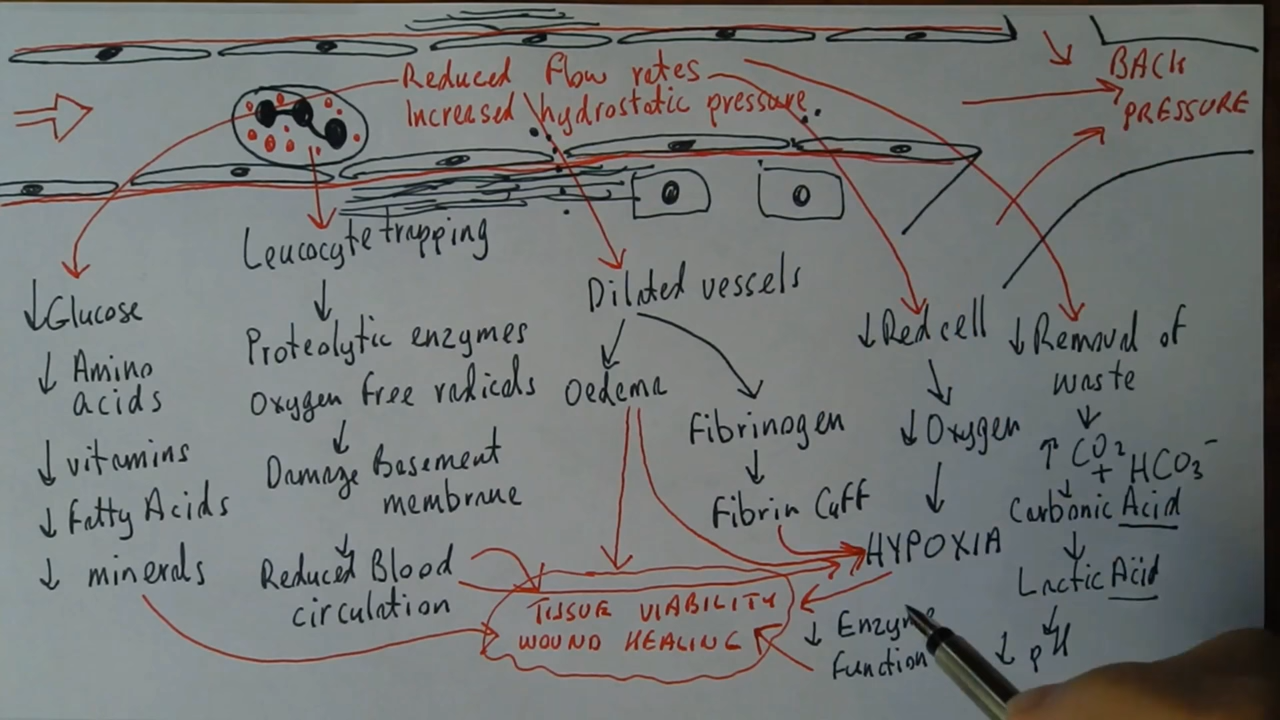 Reduced Flow rates
Increased hydrostatic pressure
BACK
PRESSURE
↓Glucose
↓ Amino
acids
↓ vitamins
↓ Fatty Acids
↓ minerals
Leucocyte trapping
↓
Proteolytic enzymes
Oxygen free radicals
↓
Damage Basement
membrane
↓
Reduced Blood
circulation
Dilated vessels
Oedema
Fibrinogen
↓
Fibrin Cuff
↓Red cell
↓Oxygen
↓
HYPOXIA
↓Removal of
waste
↓
↑ CO2
+ HCO3-
↓
Carbonic Acid
↓
Lactic Acid
↓
↓ pH
↓ Enzyme
Function
TISSUE VIABILITY
WOUND HEALING